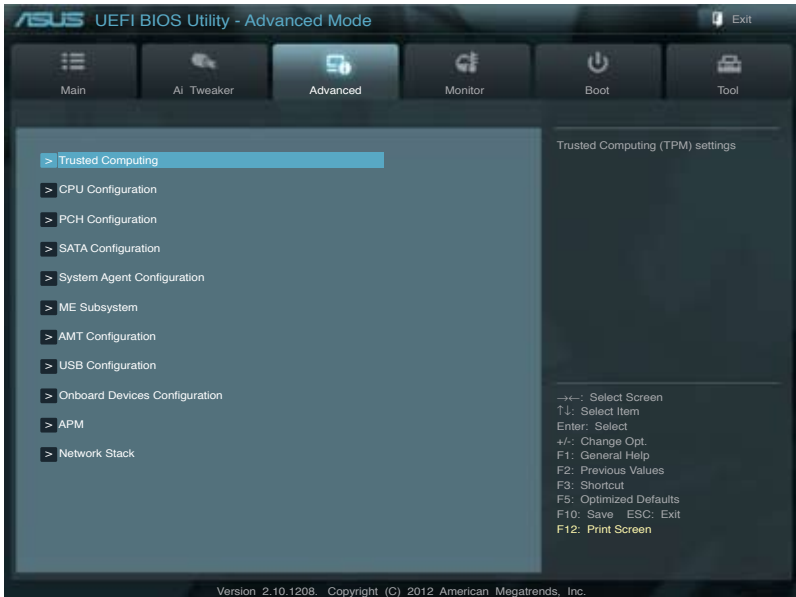 ASUS UEFI BIOS Utility - Advanced Mode
Exit
Main
Ai Tweaker
Advanced
Monitor
Boot
Tool
> Trusted Computing
> CPU Configuration
> PCH Configuration
> SATA Configuration
> System Agent Configuration
> ME Subsystem
> AMT Configuration
> USB Configuration
> Onboard Devices Configuration
> APM
> Network Stack
Trusted Computing (TPM) settings
→←: Select Screen
↑↓: Select Item
Enter: Select
+/-: Change Opt.
F1: General Help
F2: Previous Values
F3: Shortcut
F5: Optimized Defaults
F10: Save ESC: Exit
F12: Print Screen
Version 2.10.1208. Copyright (C) 2012 American Megatrends, Inc.